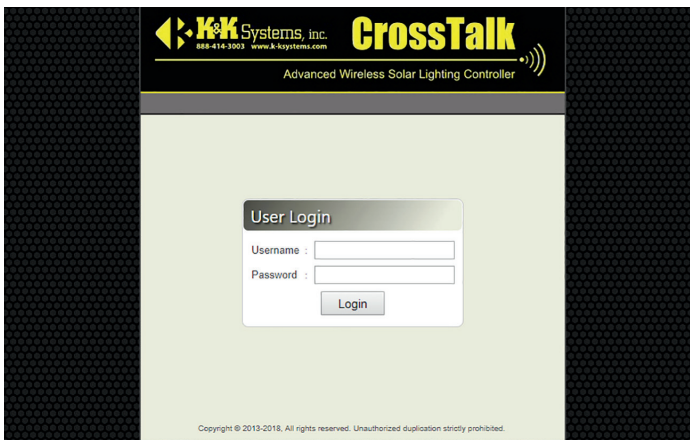 K&K Systems, inc.
888-414-3003 www.k-ksystems.com
CrossTalk
Advanced Wireless Solar Lighting Controller
User Login
Username :
Password :
Login
Copyright © 2013-2018, All rights reserved. Unauthorized duplication strictly prohibited.